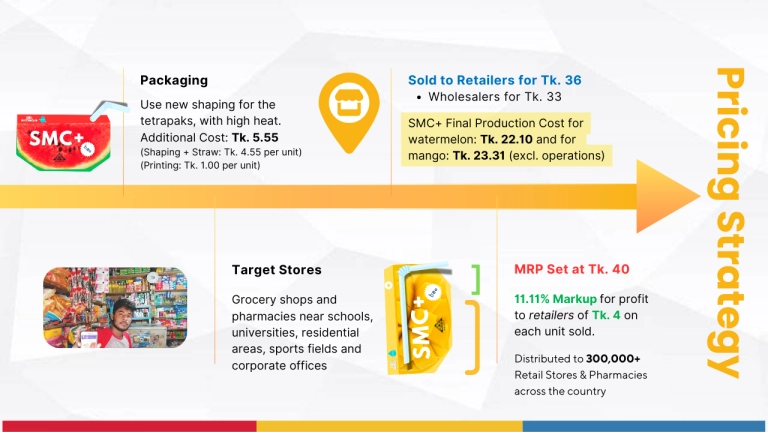 Packaging
Use new shaping for the
tetrapaks, with high heat.
Additional Cost: Tk. 5.55
(Shaping + Straw: Tk. 4.55 per unit)
(Printing: Tk. 1.00 per unit)
SMC+
Sold to Retailers for Tk. 36
• Wholesalers for Tk. 33
SMC+ Final Production Cost for
watermelon: Tk. 22.10 and for
mango: Tk. 23.31 (excl. operations)
Target Stores
Grocery shops and
pharmacies near schools,
universities, residential
areas, sports fields and
corporate offices
SMC+
MRP Set at Tk. 40
11.11% Markup for profit
to retailers of Tk. 4 on
each unit sold.
Distributed to 300,000+
Retail Stores & Pharmacies
across the country
Pricing Strategy